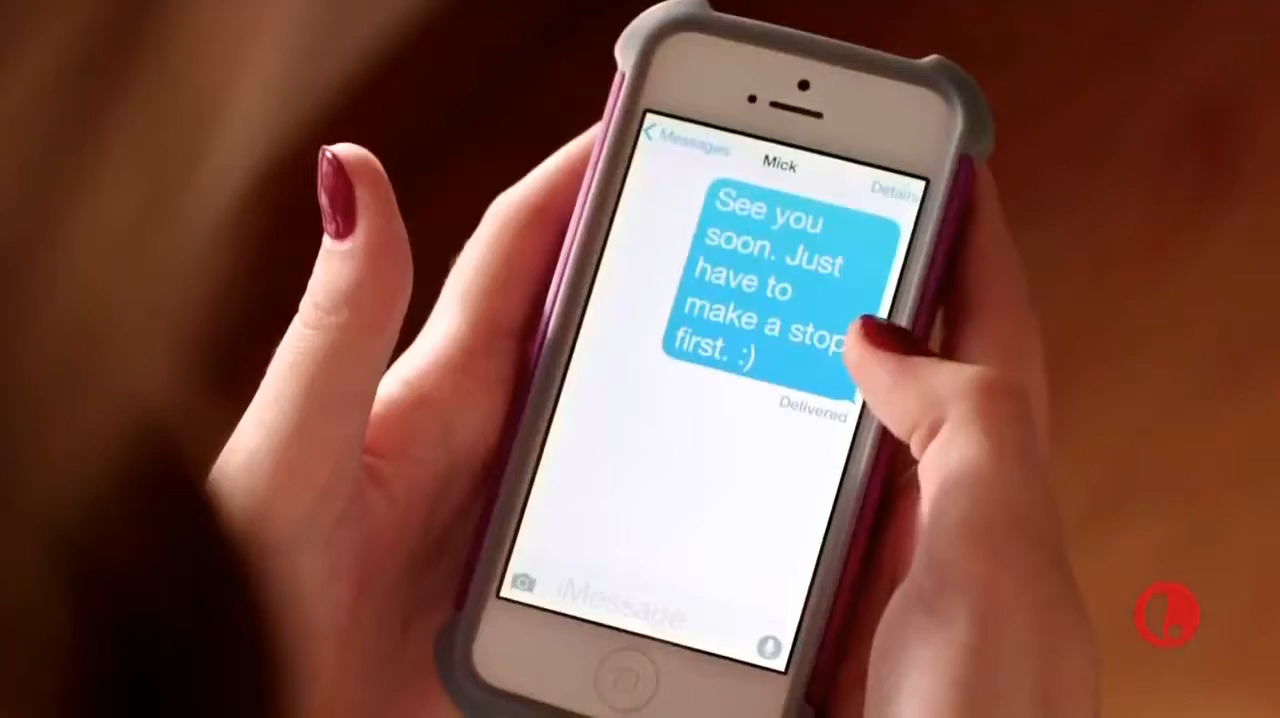 Messages
Mick
Details
See you
soon. Just
have to
make a stop
first. :)
Delivered
iMessage